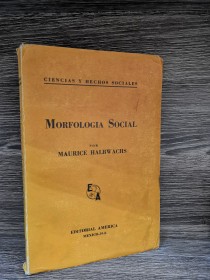 CIENCIAS Y HECHOS SOCIALES
MORFOLOGIA SOCIAL
POR
MAURICE HALBWACHS
E A
EDITORIAL AMERICA